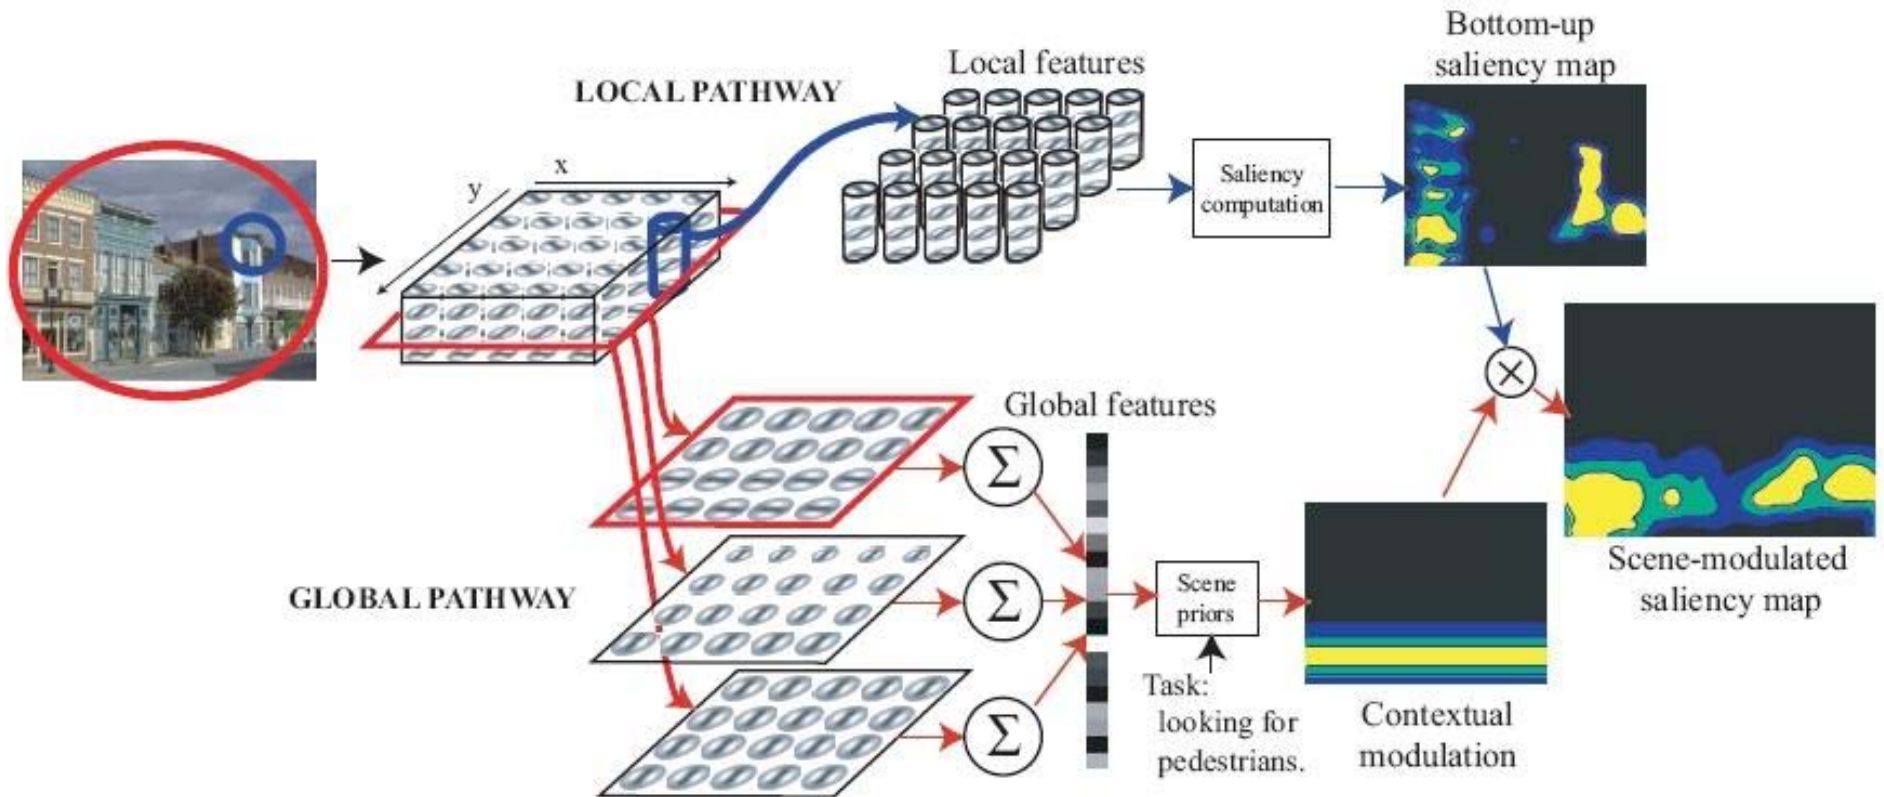 Bottom-up
saliency map
Local features
LOCAL PATHWAY
x
y
Saliency
computation
Global features
Σ
Σ
Σ
GLOBAL PATHWAY
Scene
priors
Task:
looking for
pedestrians.
Contextual
modulation
Scene-modulated
saliency map